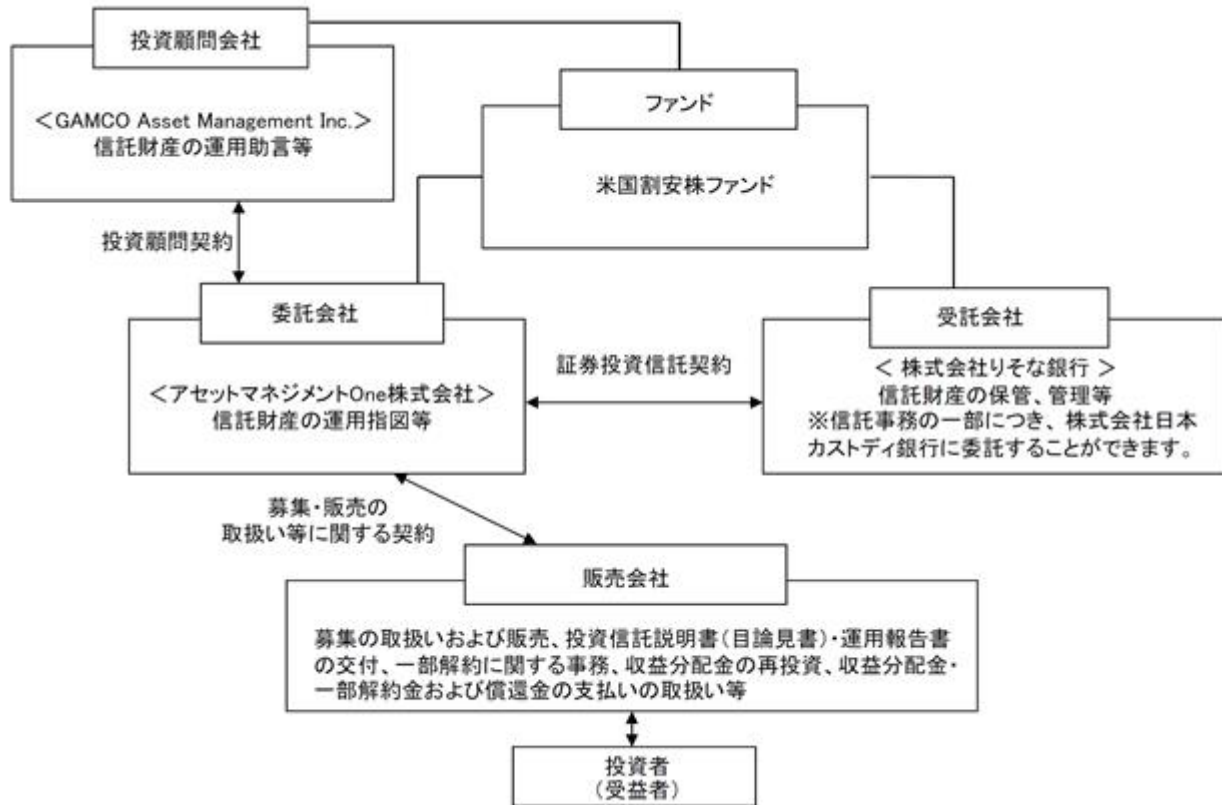 投資顧問会社
<GAMCO Asset Management Inc.>
信託財産の運用助言等
ファンド
米国割安株ファンド
投資顧問契約
委託会社
<アセットマネジメントOne株式会社>
信託財産の運用指図等
証券投資信託契約
受託会社
< 株式会社りそな銀行 >
信託財産の保管、管理等
※信託事務の一部につき、株式会社日本
カストディ銀行に委託することができます。
募集・販売の
取扱い等に関する契約
販売会社
募集の取扱いおよび販売、投資信託説明書(目論見書)・運用報告書
の交付、一部解約に関する事務、収益分配金の再投資、収益分配金・
一部解約金および償還金の支払いの取扱い等
投資者
(受益者)